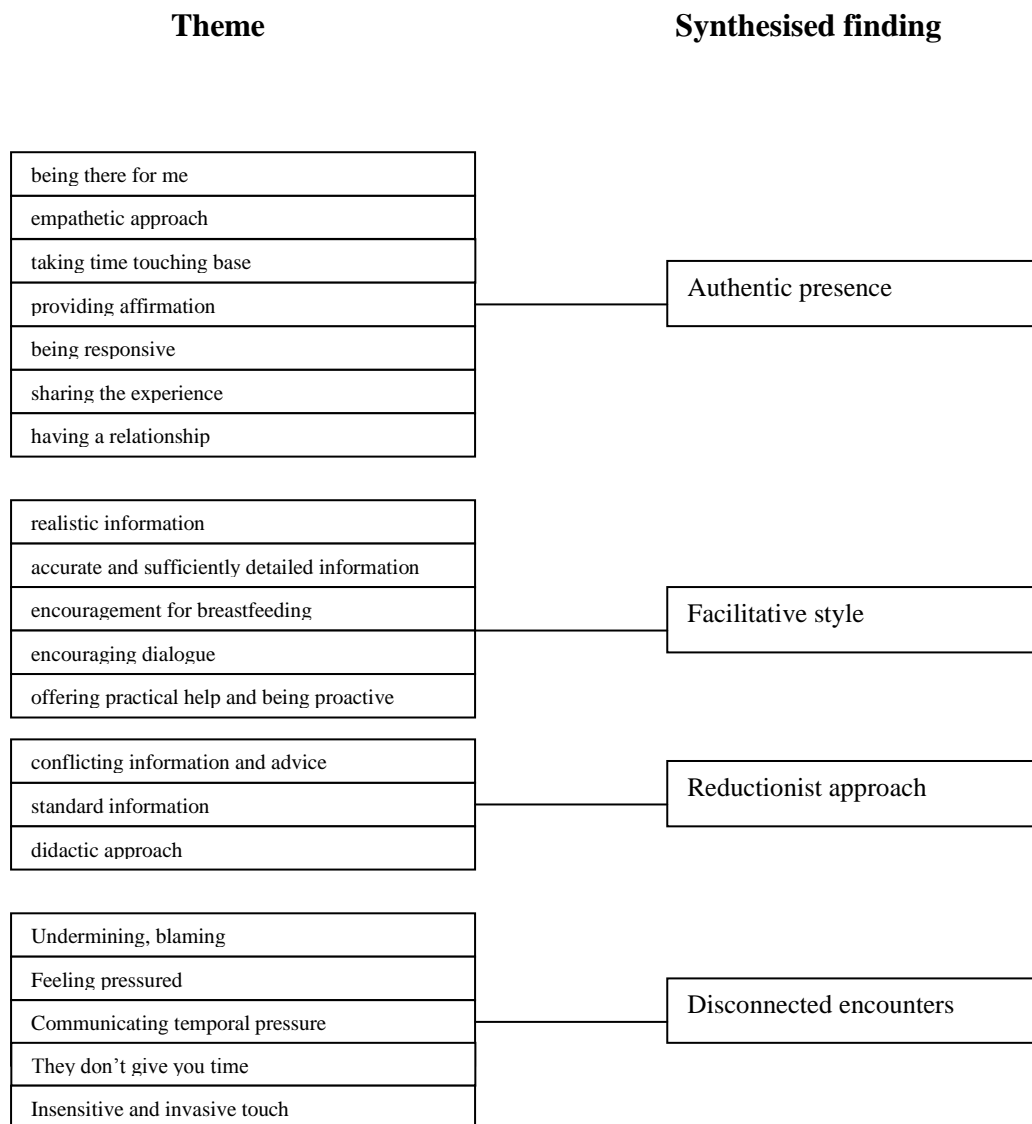 Theme
Synthesised finding
being there for me
empathetic approach
taking time touching base
providing affirmation
being responsive
sharing the experience
having a relationship
Authentic presence
realistic information
accurate and sufficiently detailed information
encouragement for breastfeeding
encouraging dialogue
offering practical help and being proactive
Facilitative style
conflicting information and advice
standard information
didactic approach
Reductionist approach
Undermining, blaming
Feeling pressured
Communicating temporal pressure
They don’t give you time
Insensitive and invasive touch
Disconnected encounters